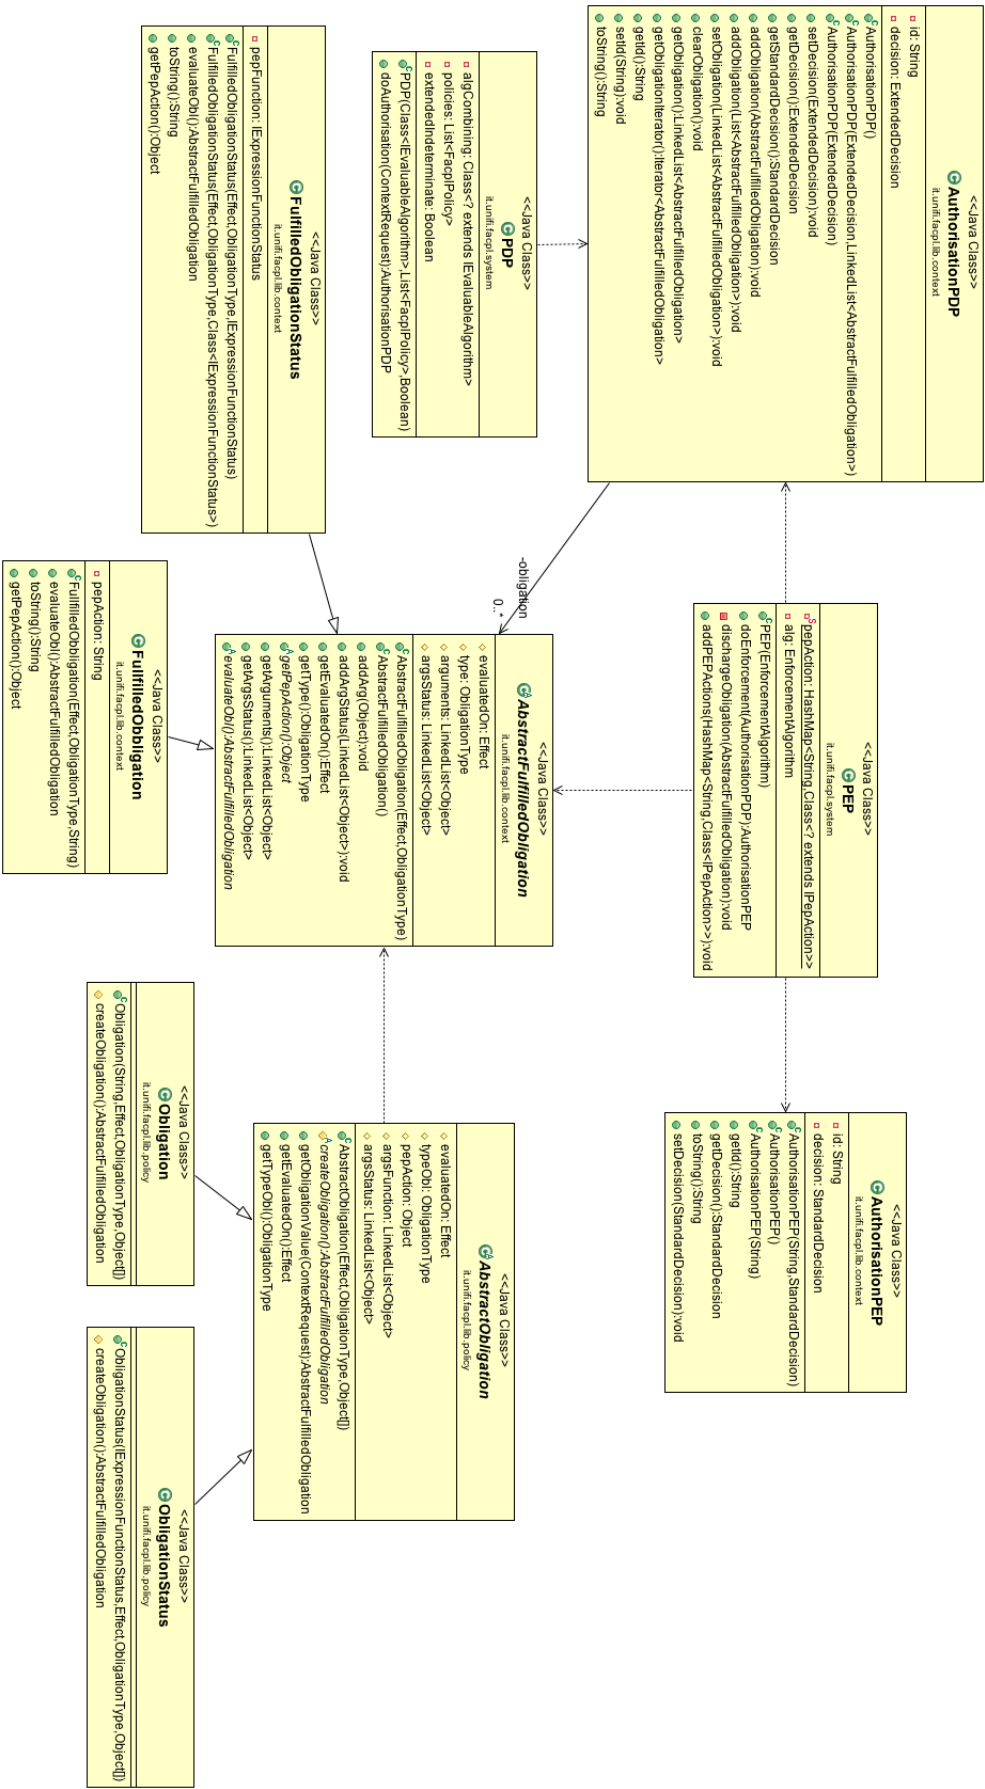 <<Java Class>>
AuthorisationPDP
it.unifi.facpl.lib.context
id: String
decision: ExtendedDecision
AuthorisationPDP()
AuthorisationPDP(ExtendedDecision,LinkedList<AbstractFulfilledObligation>)
AuthorisationPDP(ExtendedDecision)
setDecision(ExtendedDecision):void
getDecision():ExtendedDecision
getStandardDecision():StandardDecision
addObligation(AbstractFulfilledObligation):void
addObligation(List<AbstractFulfilledObligation>):void
setObligation(LinkedList<AbstractFulfilledObligation>):void
clearObligation():void
getObligation():LinkedList<AbstractFulfilledObligation>
getObligationIterator():Iterator<AbstractFulfilledObligation>
getId():String
setId(String):void
toString():String
<<Java Class>>
PEP
it.unifi.facpl.system
pepAction: HashMap<String,Class<? extends IPepAction>>
alg: EnforcementAlgorithm
PEP(EnforcementAlgorithm)
doEnforcement(AuthorisationPDP):AuthorisationPEP
dischargeObligation(AbstractFulfilledObligation):void
addPEPActions(HashMap<String,Class<IPepAction>>):void
<<Java Class>>
AuthorisationPEP
it.unifi.facpl.lib.context
id: String
decision: StandardDecision
AuthorisationPEP(String,StandardDecision)
AuthorisationPEP()
AuthorisationPEP(String)
getId():String
getDecision():StandardDecision
toString():String
setDecision(StandardDecision):void
<<Java Class>>
PDP
it.unifi.facpl.system
algCombining: Class<? extends IEvaluableAlgorithm>
policies: List<FacplPolicy>
extendedIndeterminate: Boolean
PDP(Class<IEvaluableAlgorithm>,List<FacplPolicy>,Boolean)
doAuthorisation(ContextRequest):AuthorisationPDP
-obligation
0..*
<<Java Class>>
AbstractFulfilledObligation
it.unifi.facpl.lib.context
evaluatedOn: Effect
type: ObligationType
arguments: LinkedList<Object>
argsStatus: LinkedList<Object>
AbstractFulfilledObligation(Effect,ObligationType)
AbstractFulfilledObligation()
addArg(Object):void
addArgStatus(LinkedList<Object>):void
getEvaluatedOn():Effect
getType():ObligationType
getPepAction():Object
getArguments():LinkedList<Object>
getArgsStatus():LinkedList<Object>
evaluateObl():AbstractFulfilledObligation
<<Java Class>>
AbstractObligation
it.unifi.facpl.lib.policy
evaluatedOn: Effect
typeObl: ObligationType
pepAction: Object
argsFunction: LinkedList<Object>
argsStatus: LinkedList<Object>
AbstractObligation(Effect,ObligationType,Object[])
createObligation():AbstractFulfilledObligation
getObligationValue(ContextRequest):AbstractFulfilledObligation
getEvaluatedOn():Effect
getTypeObl():ObligationType
<<Java Class>>
FulfilledObligationStatus
it.unifi.facpl.lib.context
pepFunction: IExpressionFunctionStatus
FulfilledObligationStatus(Effect,ObligationType,IExpressionFunctionStatus)
FulfilledObligationStatus(Effect,ObligationType,Class<IExpressionFunctionStatus>)
evaluateObl():AbstractFulfilledObligation
toString():String
getPepAction():Object
<<Java Class>>
FullfilledObbligation
it.unifi.facpl.lib.context
pepAction: String
FullfilledObbligation(Effect,ObligationType,String)
evaluateObl():AbstractFulfilledObligation
toString():String
getPepAction():Object
<<Java Class>>
Obligation
it.unifi.facpl.lib.policy
Obligation(String,Effect,ObligationType,Object[])
createObligation():AbstractFulfilledObligation
<<Java Class>>
ObligationStatus
it.unifi.facpl.lib.policy
ObligationStatus(IExpressionFunctionStatus,Effect,ObligationType,Object[])
createObligation():AbstractFulfilledObligation